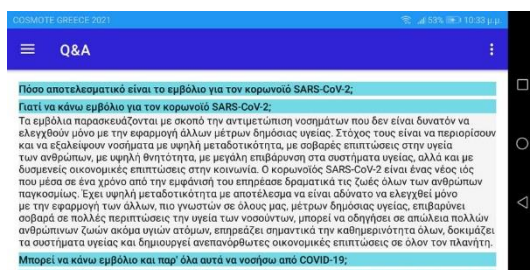 COSMOTE GREECE 2021
53% 10:33 μ.μ.
Q&A
Πόσο αποτελεσματικό είναι το εμβόλιο για τον κορωνοϊό SARS-CoV-2;
Γιατί να κάνω εμβόλιο για τον κορωνοϊό SARS-CoV-2;
Τα εμβόλια παρασκευάζονται με σκοπό την αντιμετώπιση νοσημάτων που δεν είναι δυνατόν να
ελεγχθούν μόνο με την εφαρμογή άλλων μέτρων δημόσιας υγείας. Στόχος τους είναι να περιορίσουν
και να εξαλείψουν νοσήματα με υψηλή μεταδοτικότητα, με σοβαρές επιπτώσεις στην υγεία
των ανθρώπων, με υψηλή θνητότητα, με μεγάλη επιβάρυνση στα συστήματα υγείας, αλλά και με
δυσμενείς οικονομικές επιπτώσεις στην κοινωνία. Ο κορωνοϊός SARS-CoV-2 είναι ένας νέος ιός
που μέσα σε ένα χρόνο από την εμφάνισή του επηρέασε δραματικά τις ζωές όλων των ανθρώπων
παγκοσμίως. Έχει υψηλή μεταδοτικότητα με αποτέλεσμα να είναι αδύνατο να ελεγχθεί μόνο
με την εφαρμογή των άλλων, πιο γνωστών σε όλους μας, μέτρων δημόσιας υγείας, επιβαρύνει
σοβαρά σε πολλές περιπτώσεις την υγεία των νοσούντων, μπορεί να οδηγήσει σε απώλεια πολλών
ανθρώπινων ζωών ακόμα υγιών ατόμων, επηρεάζει σημαντικά την καθημερινότητα όλων, δοκιμάζει
τα συστήματα υγείας και δημιουργεί ανεπανόρθωτες οικονομικές επιπτώσεις σε όλον τον πλανήτη.
Μπορεί να κάνω εμβόλιο και παρ' όλα αυτά να νοσήσω από COVID-19;